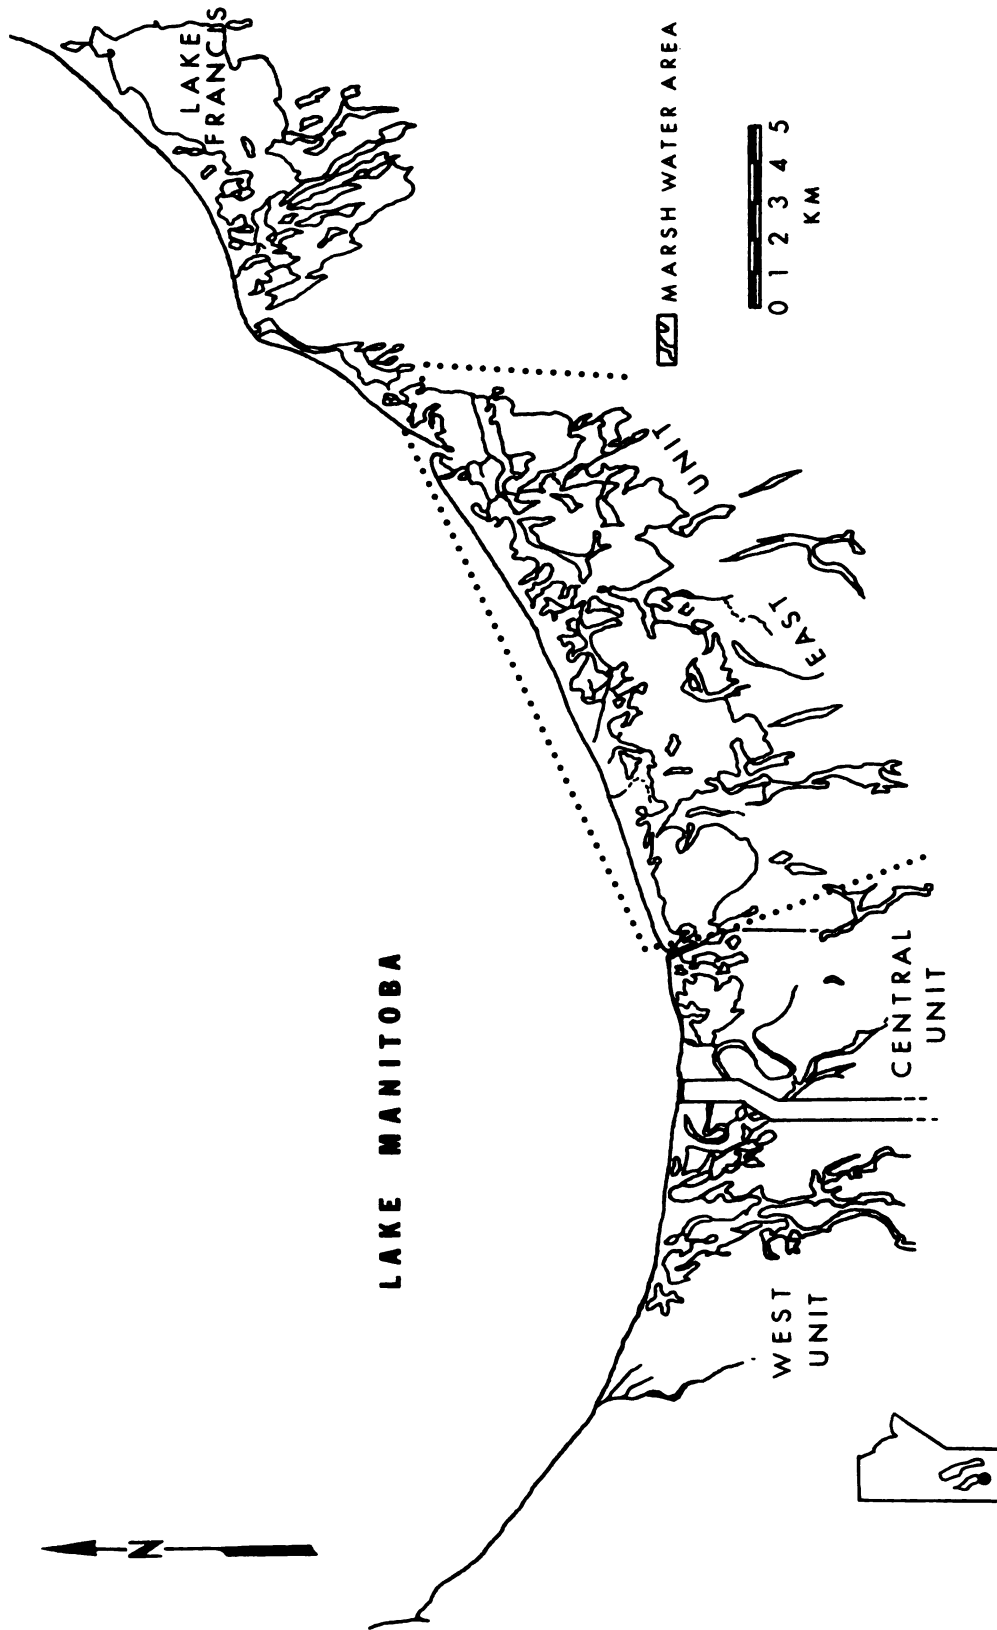 LAKE
FRANCIS
MARSH WATER AREA
0 1 2 3 4 5
KM
UNIT
EAST
LAKE MANITOBA
CENTRAL
UNIT
WEST
UNIT
N